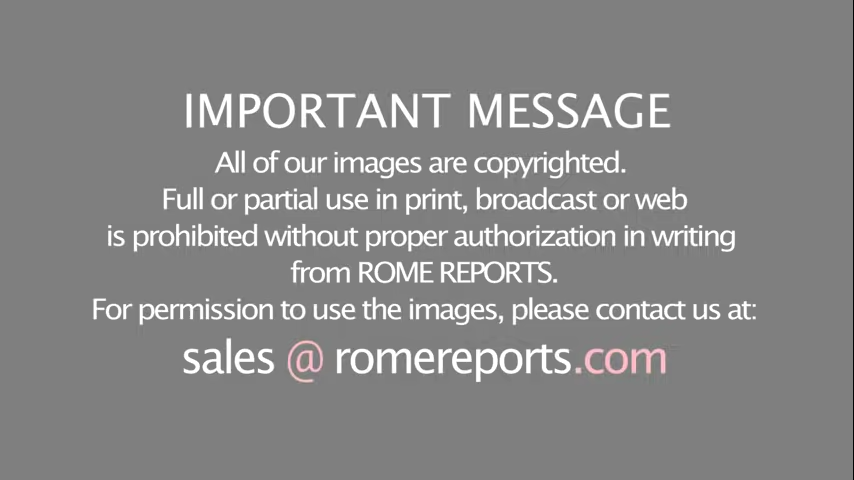 IMPORTANT MESSAGE
All of our images are copyrighted.
Full or partial use in print, broadcast or web
is prohibited without proper authorization in writing
from ROME REPORTS.
For permission to use the images, please contact us at:
sales @ romereports.com